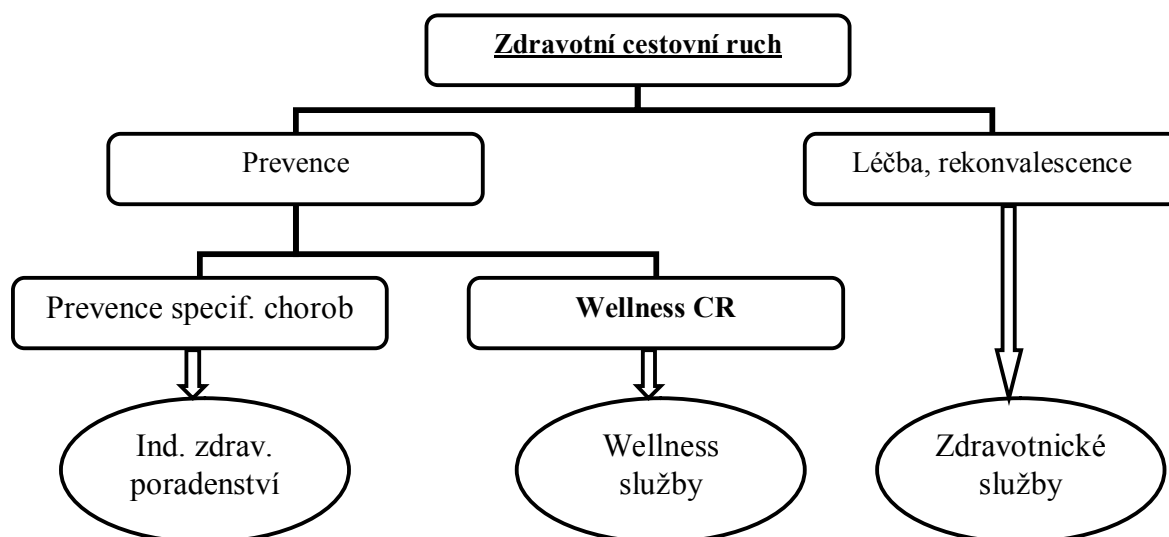 Zdravotní cestovní ruch
Prevence
Léčba, rekonvalescence
Prevence specif. chorob
Wellness CR
Ind. zdrav.
poradenství
Wellness
služby
Zdravotnické
služby